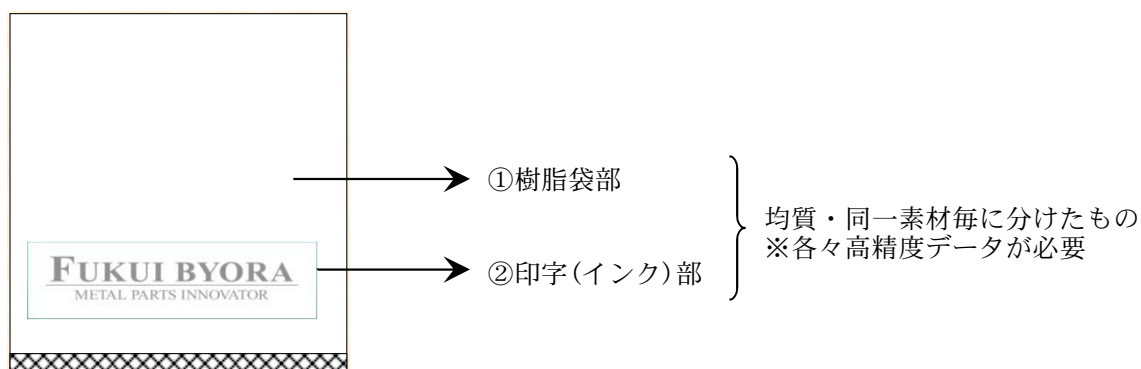 ①樹脂袋部
均質・同一素材毎に分けたもの
※各々高精度データが必要
FUKUI BYORA
METAL PARTS INNOVATOR
②印字(インク)部